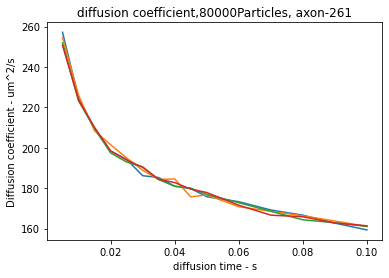 diffusion coefficient,80000Particles, axon-261
Diffusion coefficient - um^2/s
260
240
220
200
180
160
0.02 0.04 0.06 0.08 0.10
diffusion time - s